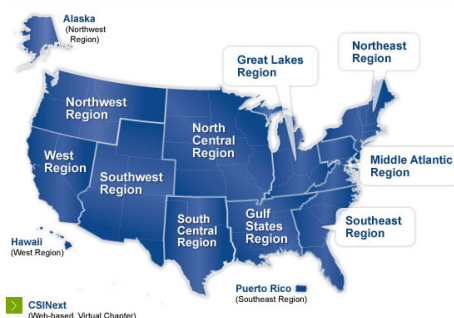 Alaska
(Northwest
Region)
Great Lakes
Region
Northeast
Region
Northwest
Region
North
Central
Region
West
Region
Southwest
Region
Middle Atlantic
Region
South
Central
Region
Gulf
States
Region
Southeast
Region
Hawaii
(West Region)
Puerto Rico
(Southeast Region)
CSINext
(Web-based, Virtual Chapter)